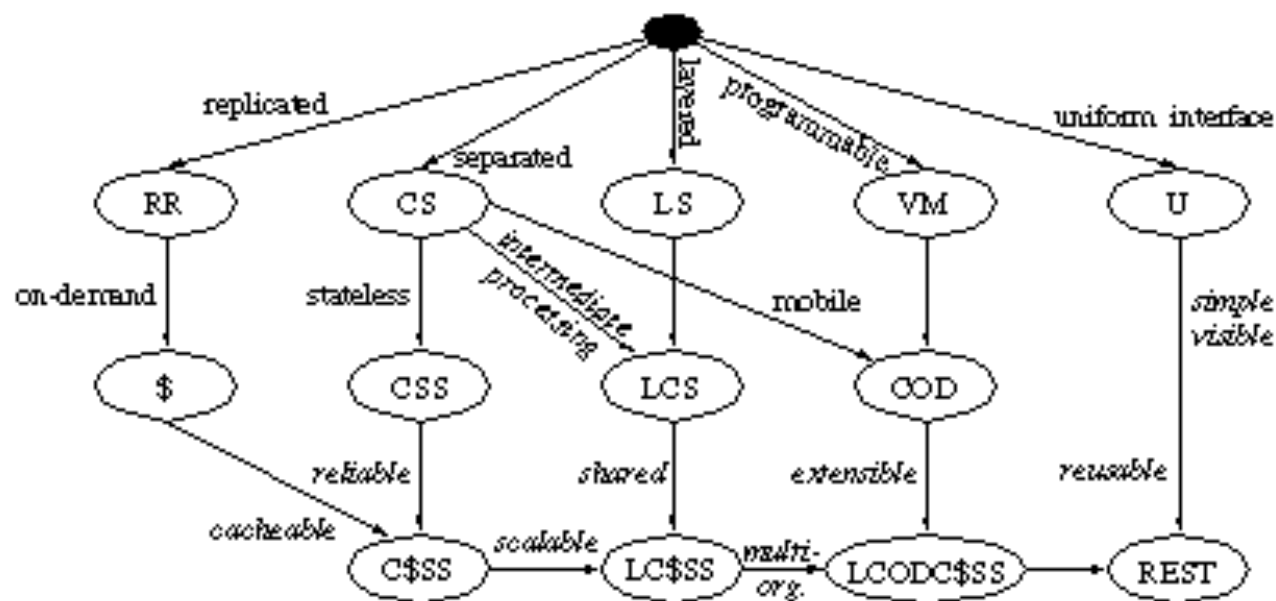 layered
programmable
replicated
uniform interface
separated
RR
CS
LS
VM
U
on-demand
stateless
intermediate
processing
mobile
simple
visible
$
CSS
LCS
COD
reliable
shared
extensible
reusable
cacheable
scalable
multi-
org.
C$SS
LC$SS
LCODC$SS
REST